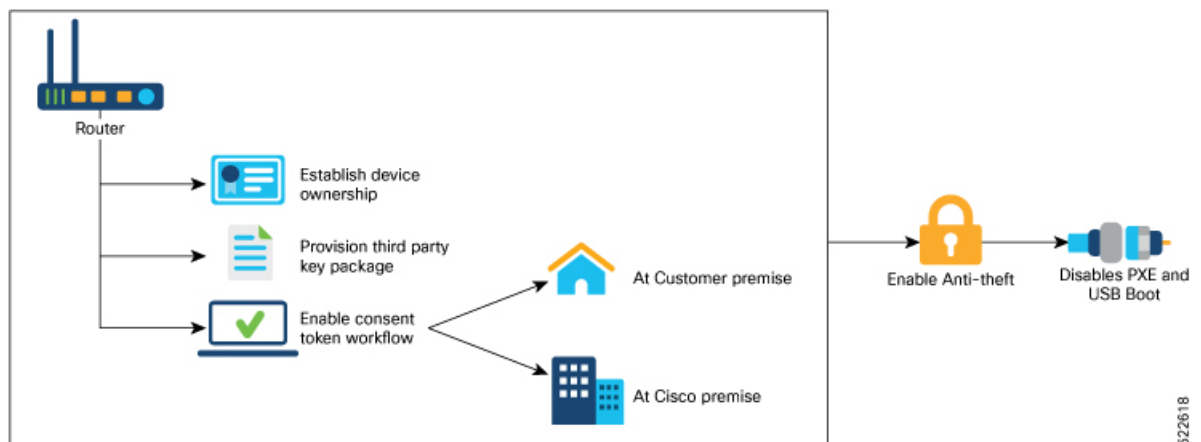 Router
Establish device
ownership
Provision third party
key package
Enable consent
token workflow
At Customer premise
At Cisco premise
Enable Anti-theft
Disables PXE and
USB Boot
522618